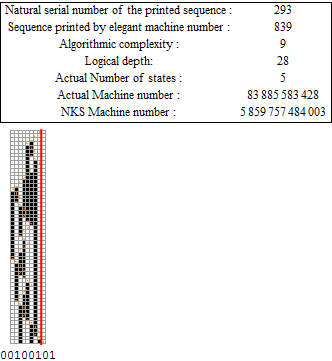 Natural serial number of the printed sequence : 293
Sequence printed by elegant machine number : 839
Algorithmic complexity : 9
Logical depth: 28
Actual Number of states : 5
Actual Machine number : 83 885 583 428
NKS Machine number : 5 859 757 484 003
00100101